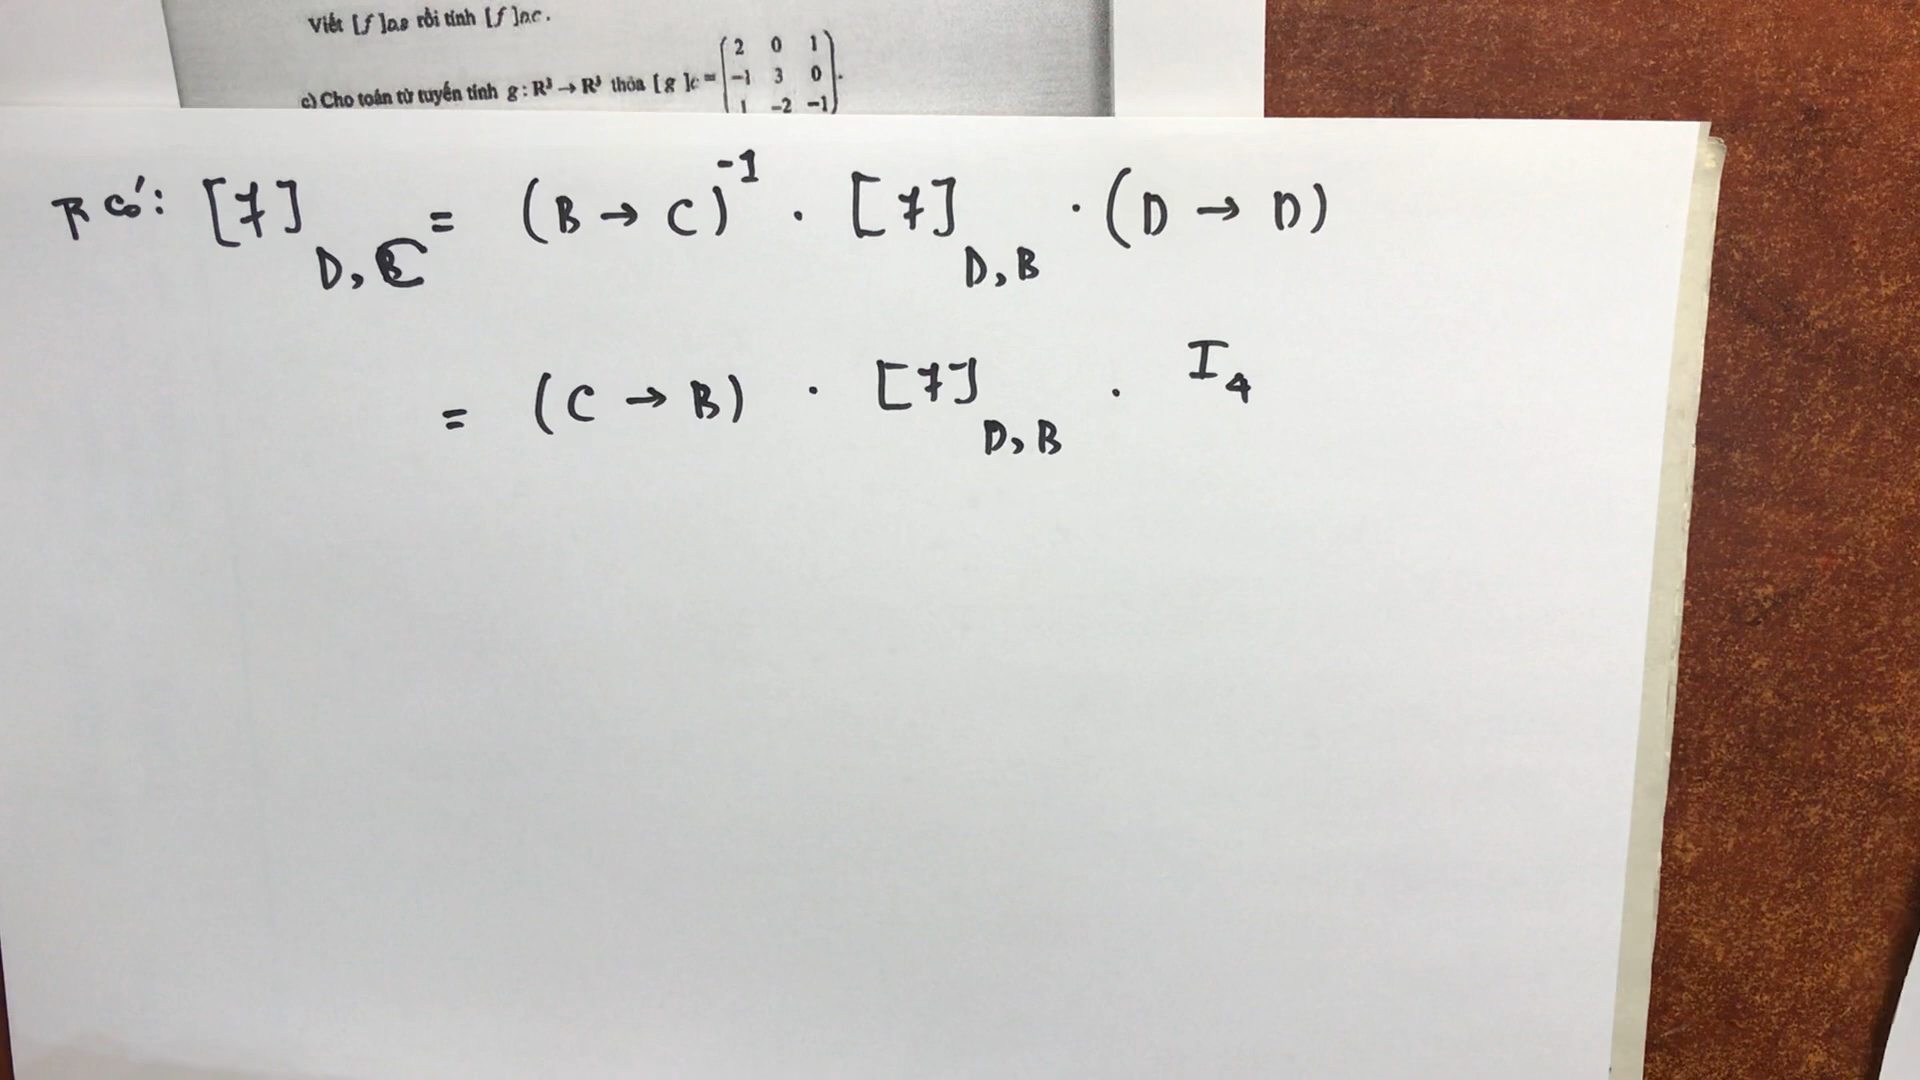 Viết [f]D,B rồi tính [f]D,C.
c) Cho toán tử tuyến tính g : R³ → R³ thỏa [g]C = ( 2 0 1
−1 3 0
1 −2 −1 ).
Ta có: [f] D, C = (B → C)⁻¹ · [f] D, B · (D → D)
= (C → B) · [f] D, B · I₄